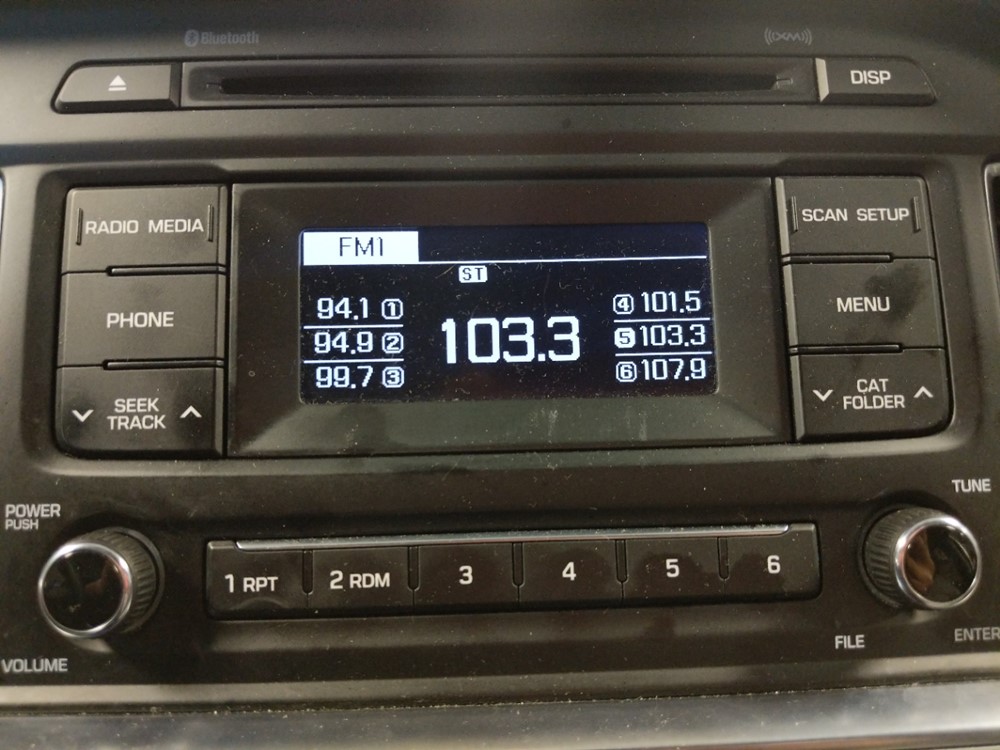 Bluetooth
((XM))
DISP
RADIO MEDIA
SCAN SETUP
FM1
ST
94.1 1
4 101.5
PHONE
103.3
MENU
94.9 2
5 103.3
99.7 3
6 107.9
SEEK
TRACK
CAT
FOLDER
TUNE
POWER
PUSH
1 RPT
2 RDM
3
4
5
6
FILE
ENTER
VOLUME